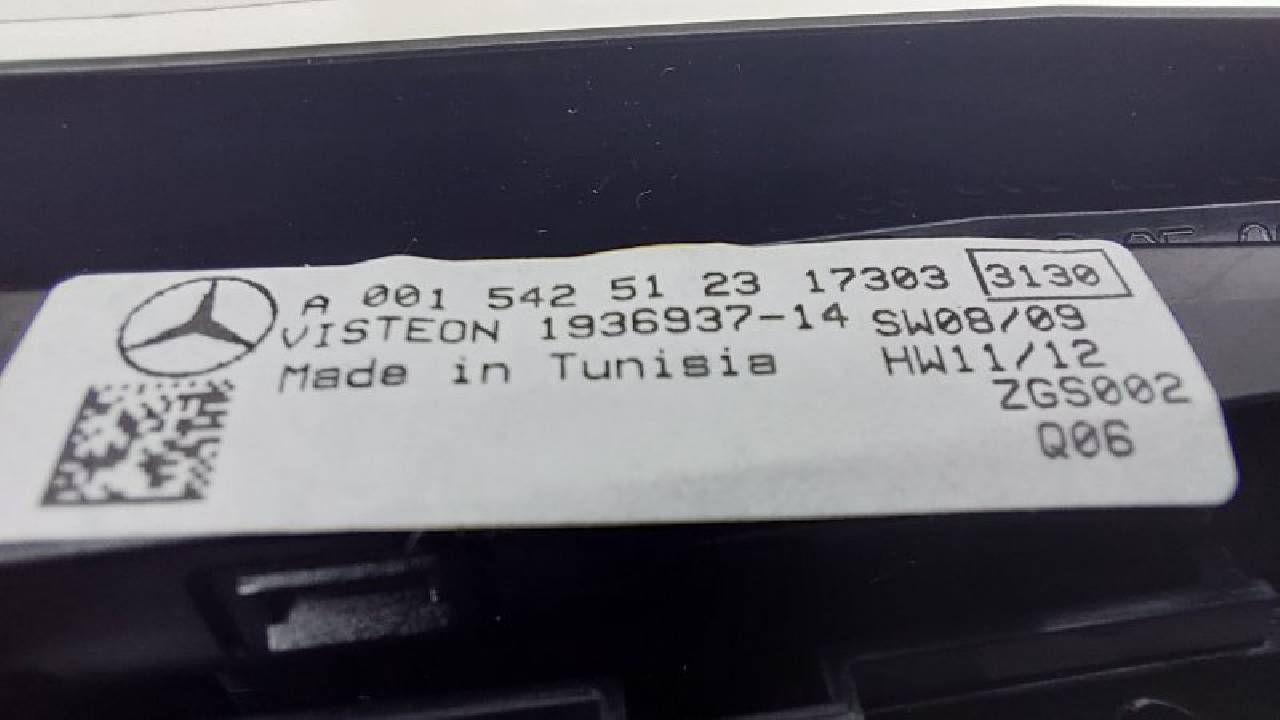 A 001 542 51 23 17303 3130
VISTEON 1936937-14 SW08/09
Made in Tunisia HW11/12
ZGS002
Q06